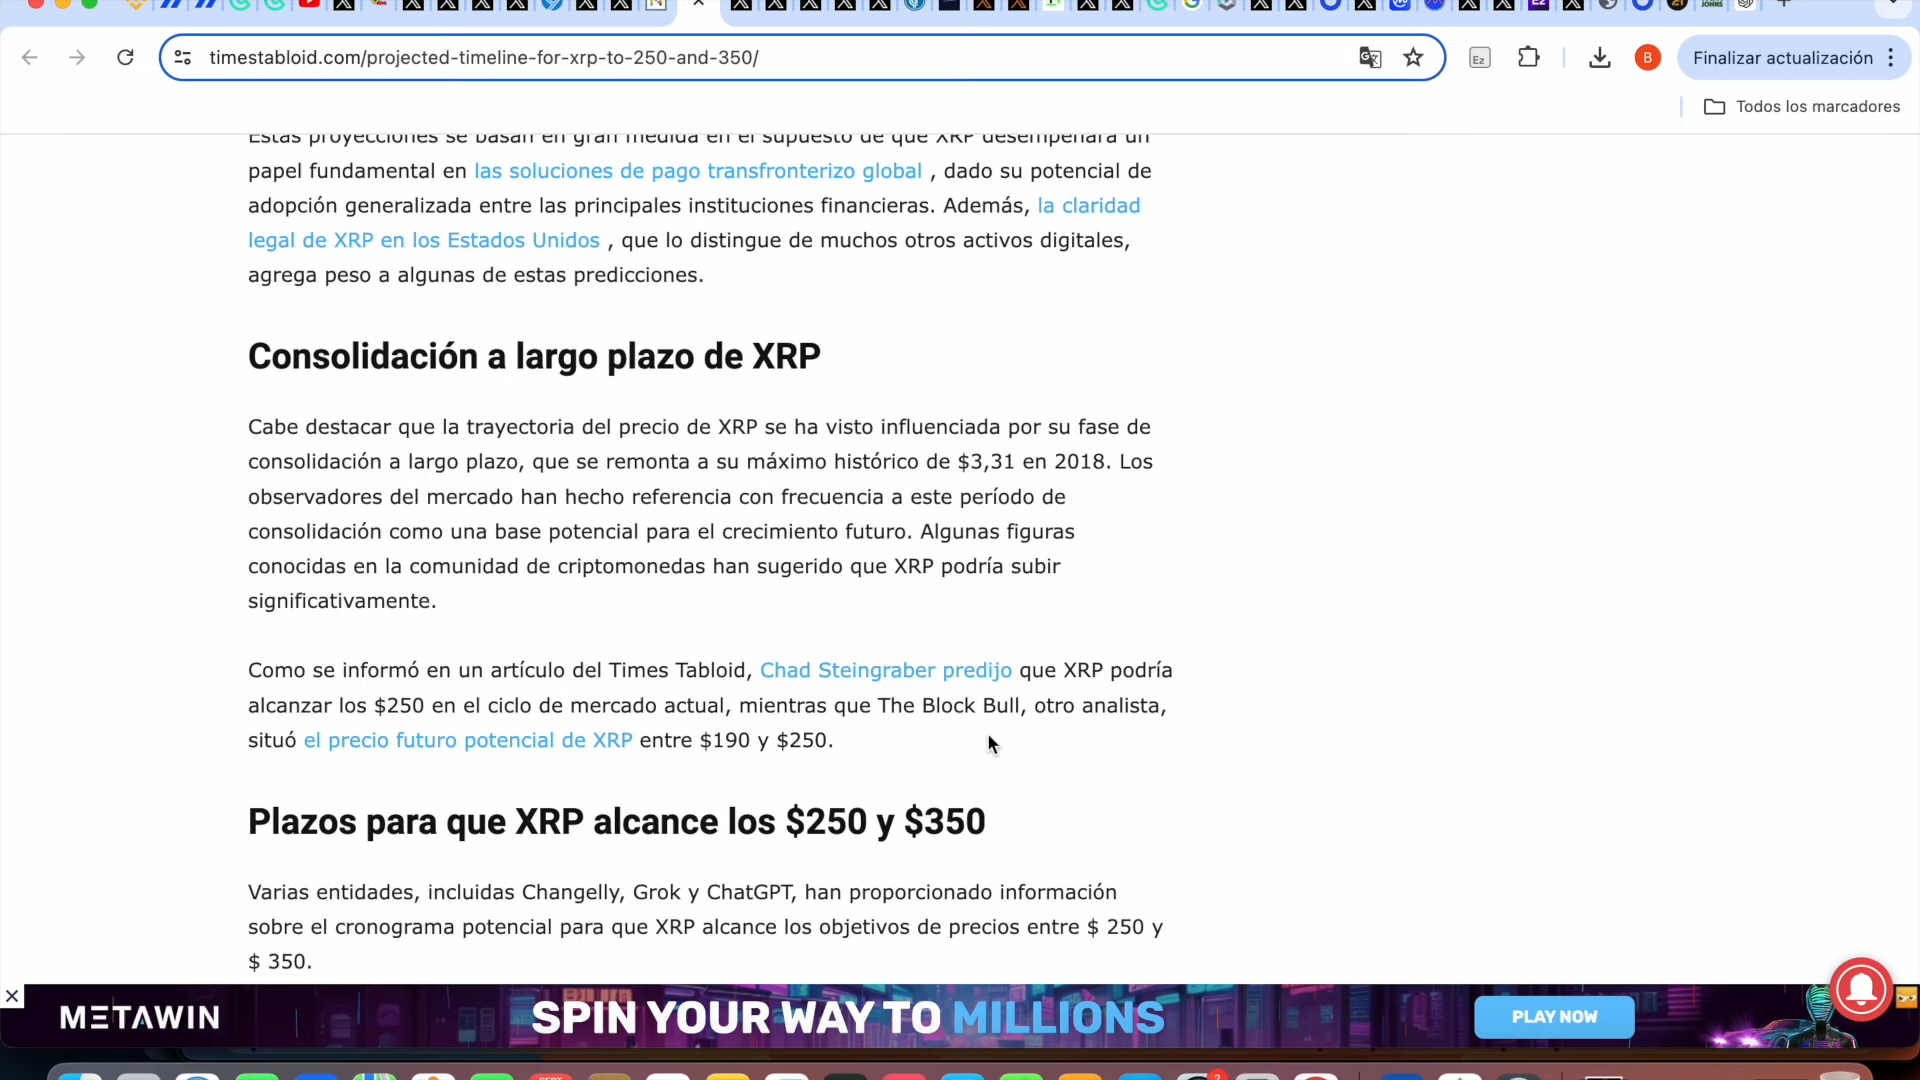 timestabloid.com/projected-timeline-for-xrp-to-250-and-350/
Ez
B
Finalizar actualización
Todos los marcadores
Estas proyecciones se basan en gran medida en el supuesto de que XRP desempeñará un
papel fundamental en las soluciones de pago transfronterizo global , dado su potencial de
adopción generalizada entre las principales instituciones financieras. Además, la claridad
legal de XRP en los Estados Unidos , que lo distingue de muchos otros activos digitales,
agrega peso a algunas de estas predicciones.
Consolidación a largo plazo de XRP
Cabe destacar que la trayectoria del precio de XRP se ha visto influenciada por su fase de
consolidación a largo plazo, que se remonta a su máximo histórico de $3,31 en 2018. Los
observadores del mercado han hecho referencia con frecuencia a este período de
consolidación como una base potencial para el crecimiento futuro. Algunas figuras
conocidas en la comunidad de criptomonedas han sugerido que XRP podría subir
significativamente.
Como se informó en un artículo del Times Tabloid, Chad Steingraber predijo que XRP podría
alcanzar los $250 en el ciclo de mercado actual, mientras que The Block Bull, otro analista,
situó el precio futuro potencial de XRP entre $190 y $250.
Plazos para que XRP alcance los $250 y $350
Varias entidades, incluidas Changelly, Grok y ChatGPT, han proporcionado información
sobre el cronograma potencial para que XRP alcance los objetivos de precios entre $ 250 y
$ 350.
METAWIN
SPIN YOUR WAY TO MILLIONS
PLAY NOW
SEPT
2